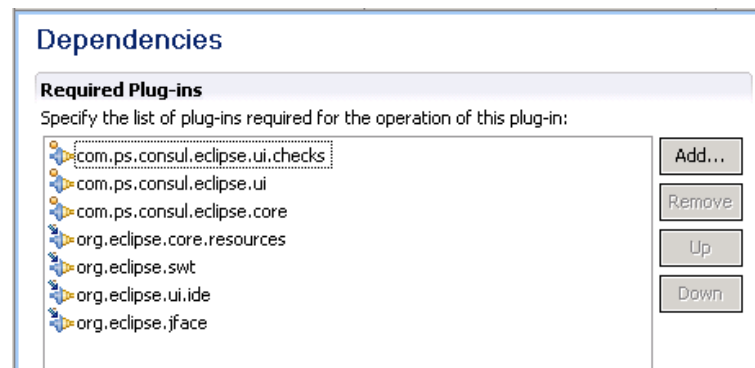 Dependencies
Required Plug-ins
Specify the list of plug-ins required for the operation of this plug-in:
com.ps.consul.eclipse.ui.checks
com.ps.consul.eclipse.ui
com.ps.consul.eclipse.core
org.eclipse.core.resources
org.eclipse.swt
org.eclipse.ui.ide
org.eclipse.jface
Add...
Remove
Up
Down